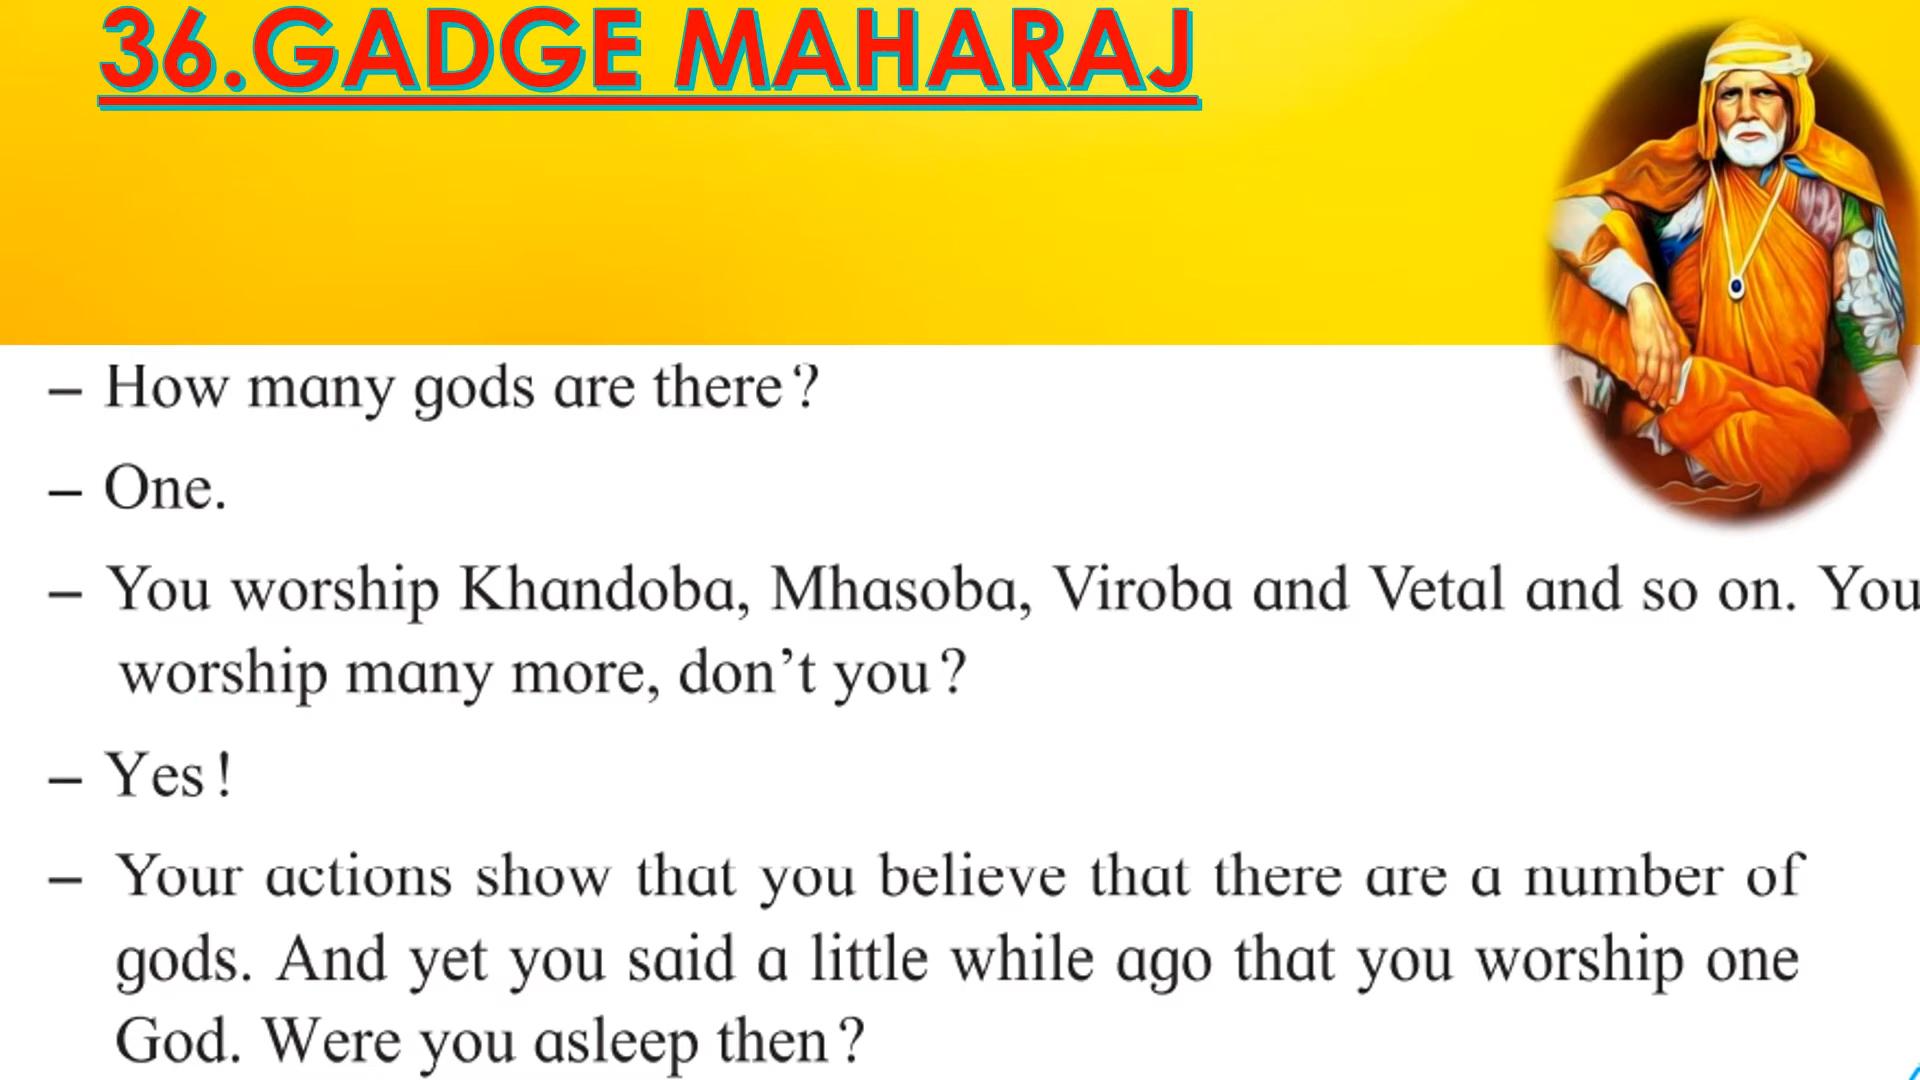 36.GADGE MAHARAJ
– How many gods are there?
– One.
– You worship Khandoba, Mhasoba, Viroba and Vetal and so on. You
worship many more, don’t you?
– Yes!
– Your actions show that you believe that there are a number of
gods. And yet you said a little while ago that you worship one
God. Were you asleep then?